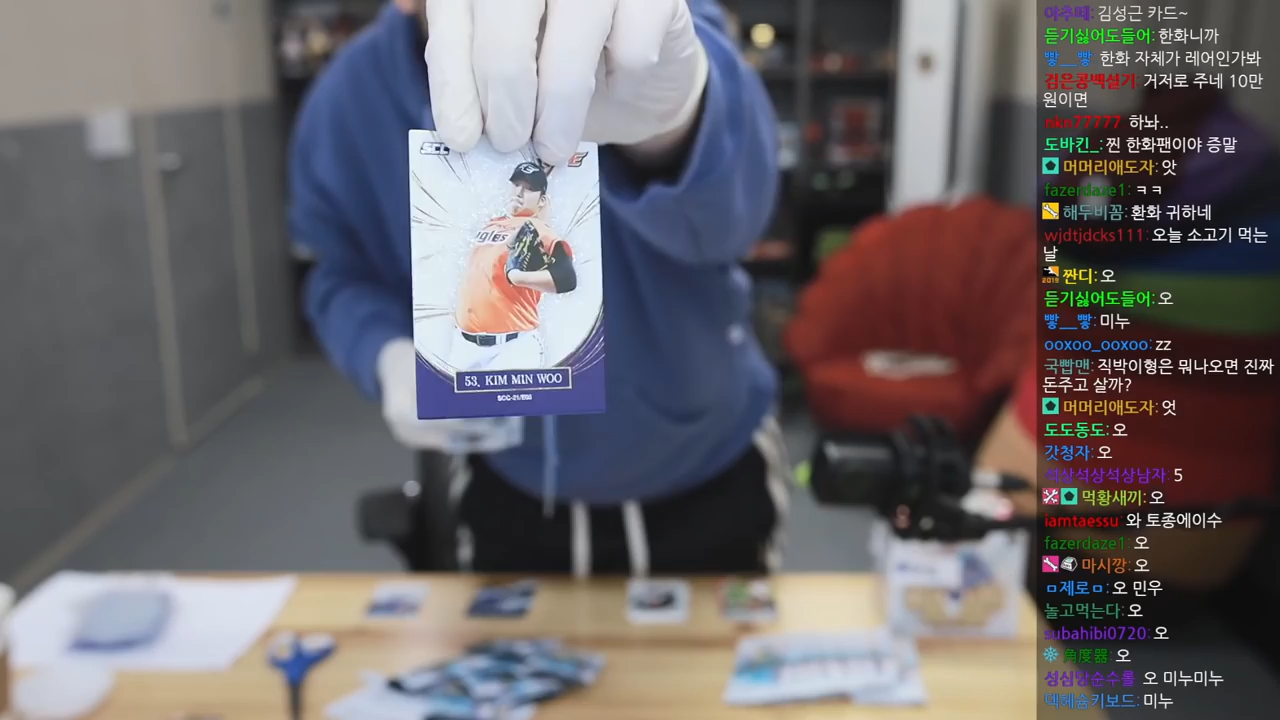 SCC
gles
53. KIM MIN WOO
야추떼: 김성근 카드~
듣기싫어도들어: 한화니까
빵__빵: 한화 자체가 레어인가봐
검은콩백설기: 거저로 주네 10만
원이면
nkn77777: 하놔..
도바킨_: 찐 한화팬이야 증말
머머리애도자: 앗
fazerdaze1: ㅋㅋ
해두비꼼: 환화 귀하네
wjdtjdcks111: 오늘 소고기 먹는
날
2019 짠디: 오
듣기싫어도들어: 오
빵__빵: 미누
ooxoo_ooxoo: zz
국빱맨: 직박이형은 뭐나오면 진짜
돈주고 살까?
머머리애도자: 엇
도도동도: 오
갓청자: 오
석상석상석상남자: 5
먹황새끼: 오
iamtaessu: 와 토종에이수
fazerdaze1: 오
마시깡: 오
ㅁ제로ㅁ: 오 민우
놀고먹는다: 오
subahibi0720: 오
角度器: 오
성심당순수롤: 오 미누미누
덱헤슘키보드: 미누